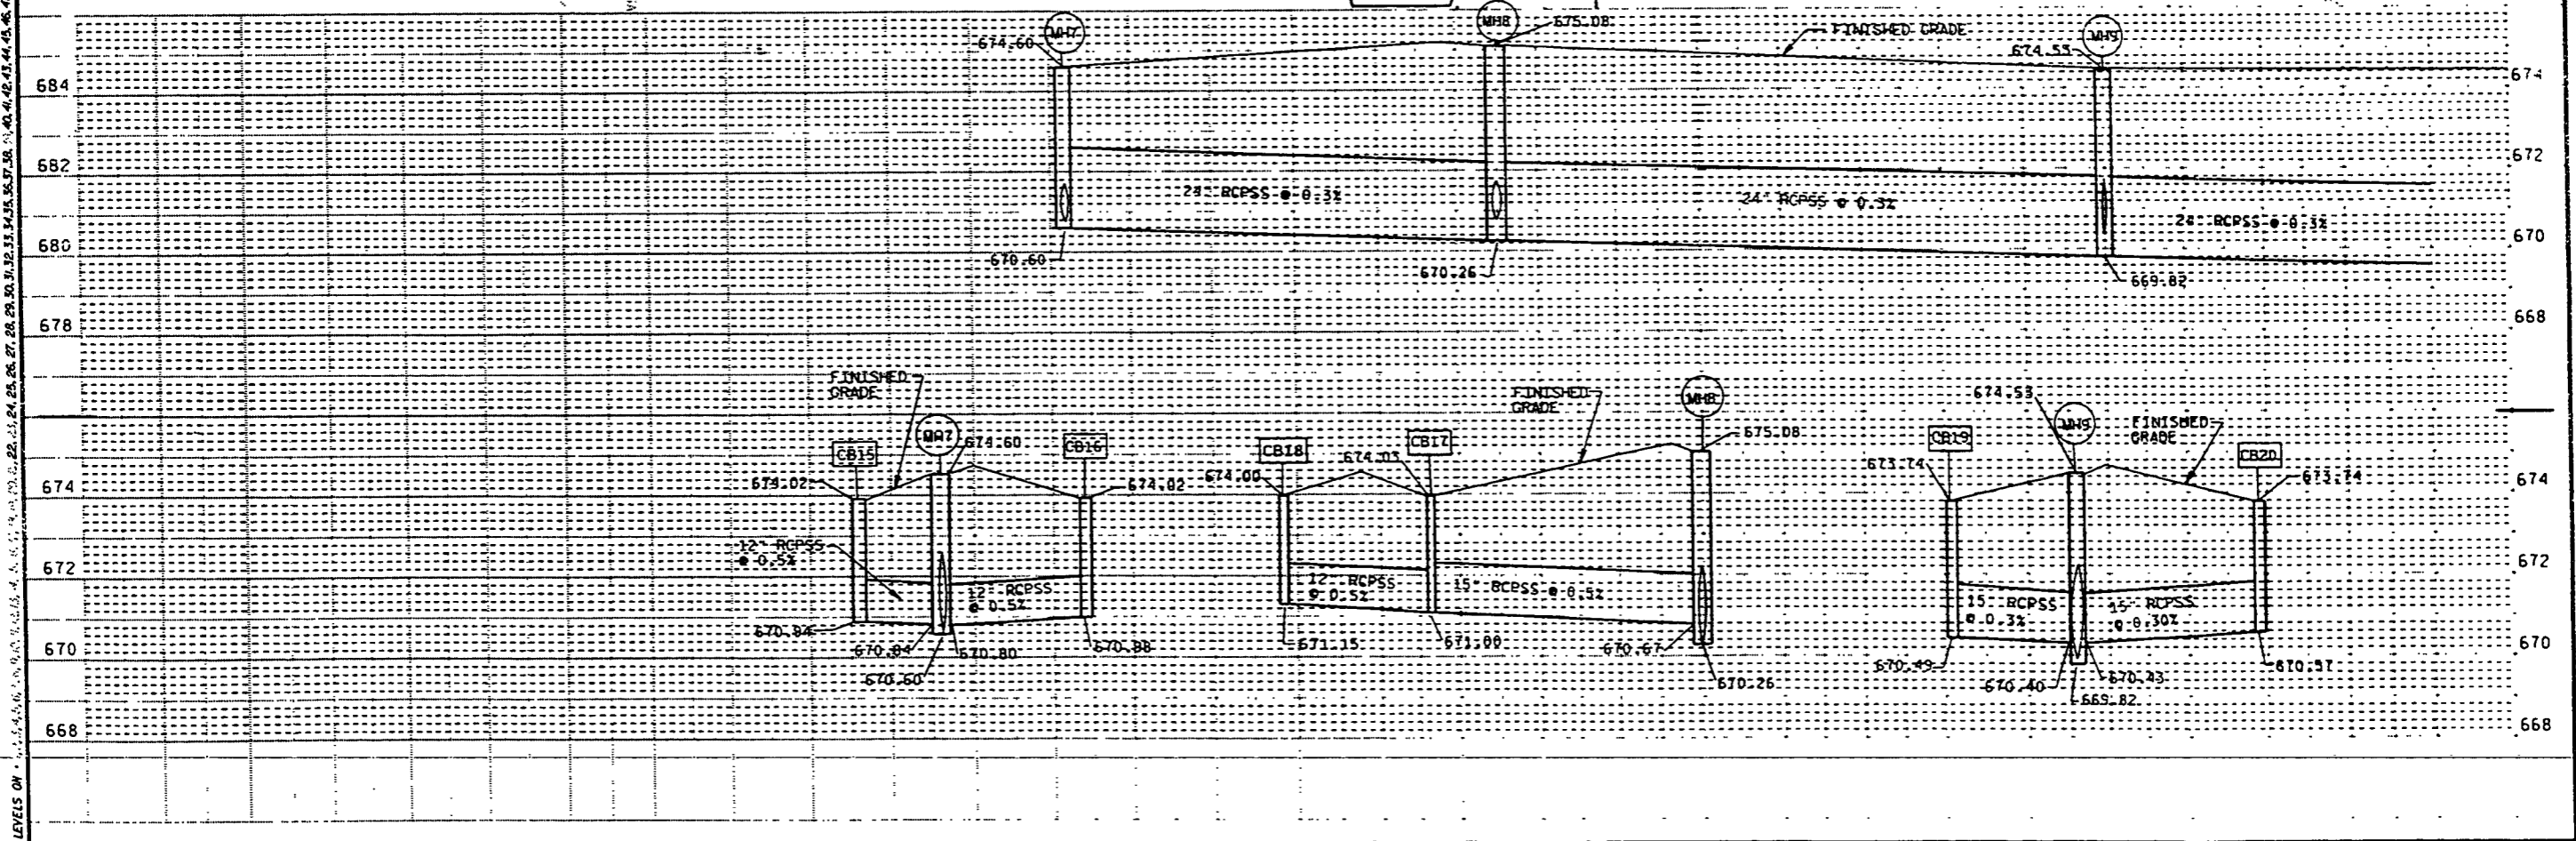 MH7
674.60
MH8
675.08
FINISHED GRADE
MH9
674.53
684
674
682
672
24" RCPSS @ 0.3%
24" RCPSS @ 0.3%
24" RCPSS @ 0.3%
680
670
670.60
670.26
669.82
678
668
FINISHED
GRADE
FINISHED
GRADE
MH8
674.53
FINISHED
GRADE
CB15
MH7
674.60
CB16
CB18
CB17
675.08
CB19
MH9
CB20
674
674.02
674.02
674.00
674.03
673.74
673.74
674
12" RCPSS
@ 0.5%
672
12" RCPSS
@ 0.5%
12" RCPSS
@ 0.5%
15" RCPSS @ 0.5%
15" RCPSS
@ 0.3%
15" RCPSS
@ 0.30%
672
670.94
670.84
670.80
670.98
671.15
671.00
670.67
670.49
670.43
670.57
670
670.60
670.26
670.40
669.82
670
668
668
LEVELS ON